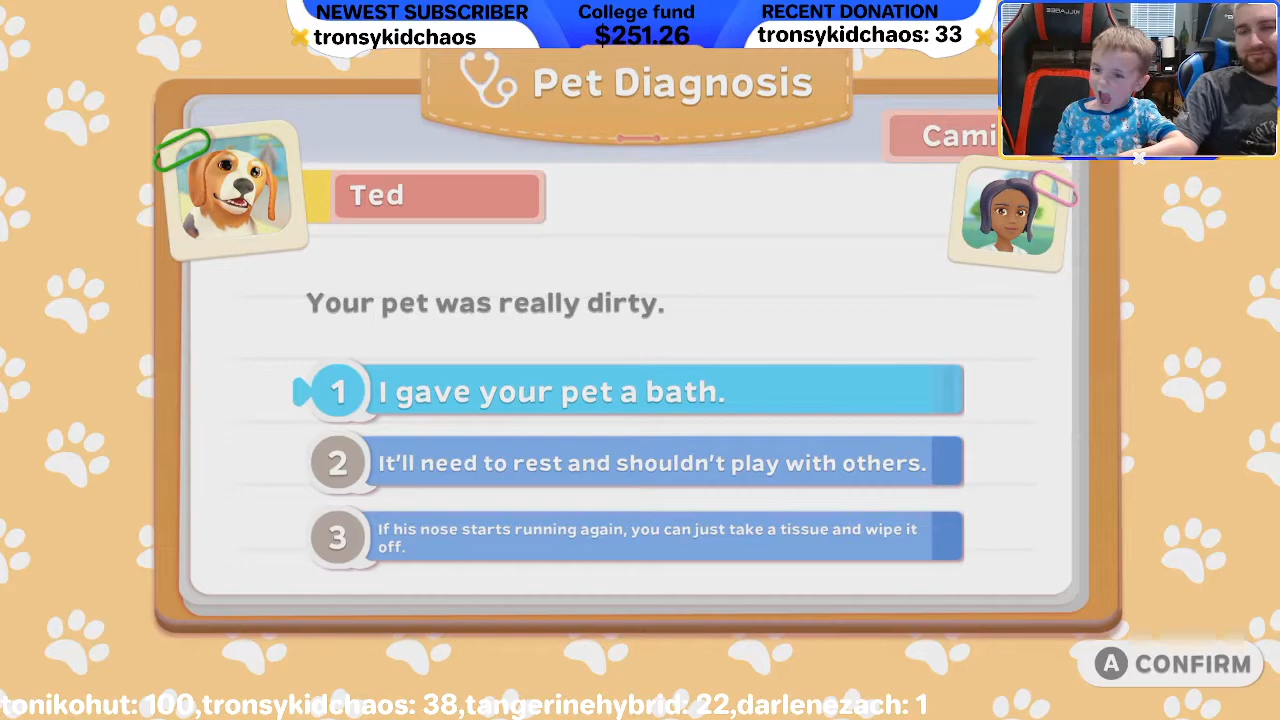 NEWEST SUBSCRIBER
tronsykidchaos
College fund
$251.26
RECENT DONATION
tronsykidchaos: 33
Pet Diagnosis
Cami
Ted
Your pet was really dirty.
1 I gave your pet a bath.
2 It'll need to rest and shouldn't play with others.
3 If his nose starts running again, you can just take a tissue and wipe it
off.
A CONFIRM
tonikohut: 100,tronsykidchaos: 38,tangerinehybrid: 22,darlenezach: 1